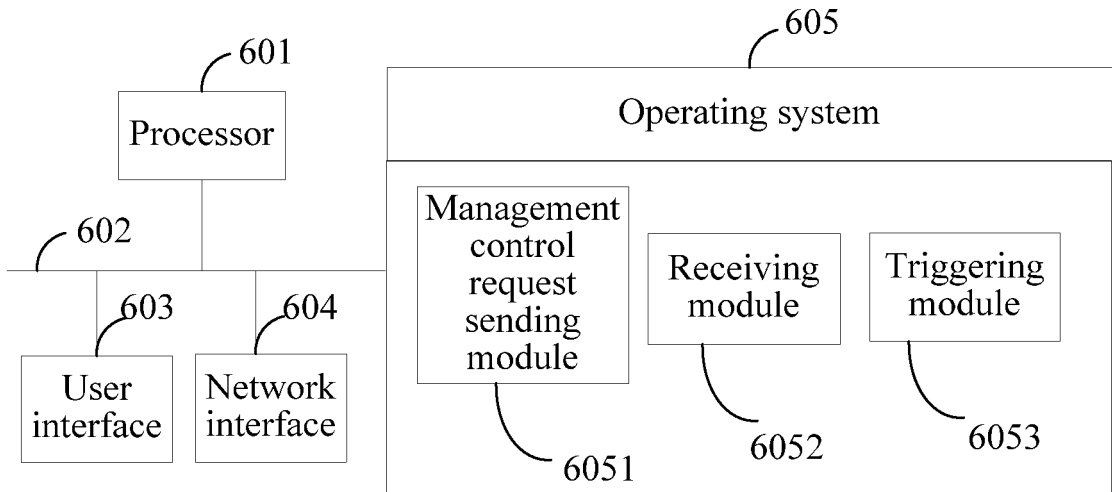 601
605
Processor
Operating system
602
Management
control
request
sending
module
Receiving
module
Triggering
module
603
604
User
interface
Network
interface
6051
6052
6053